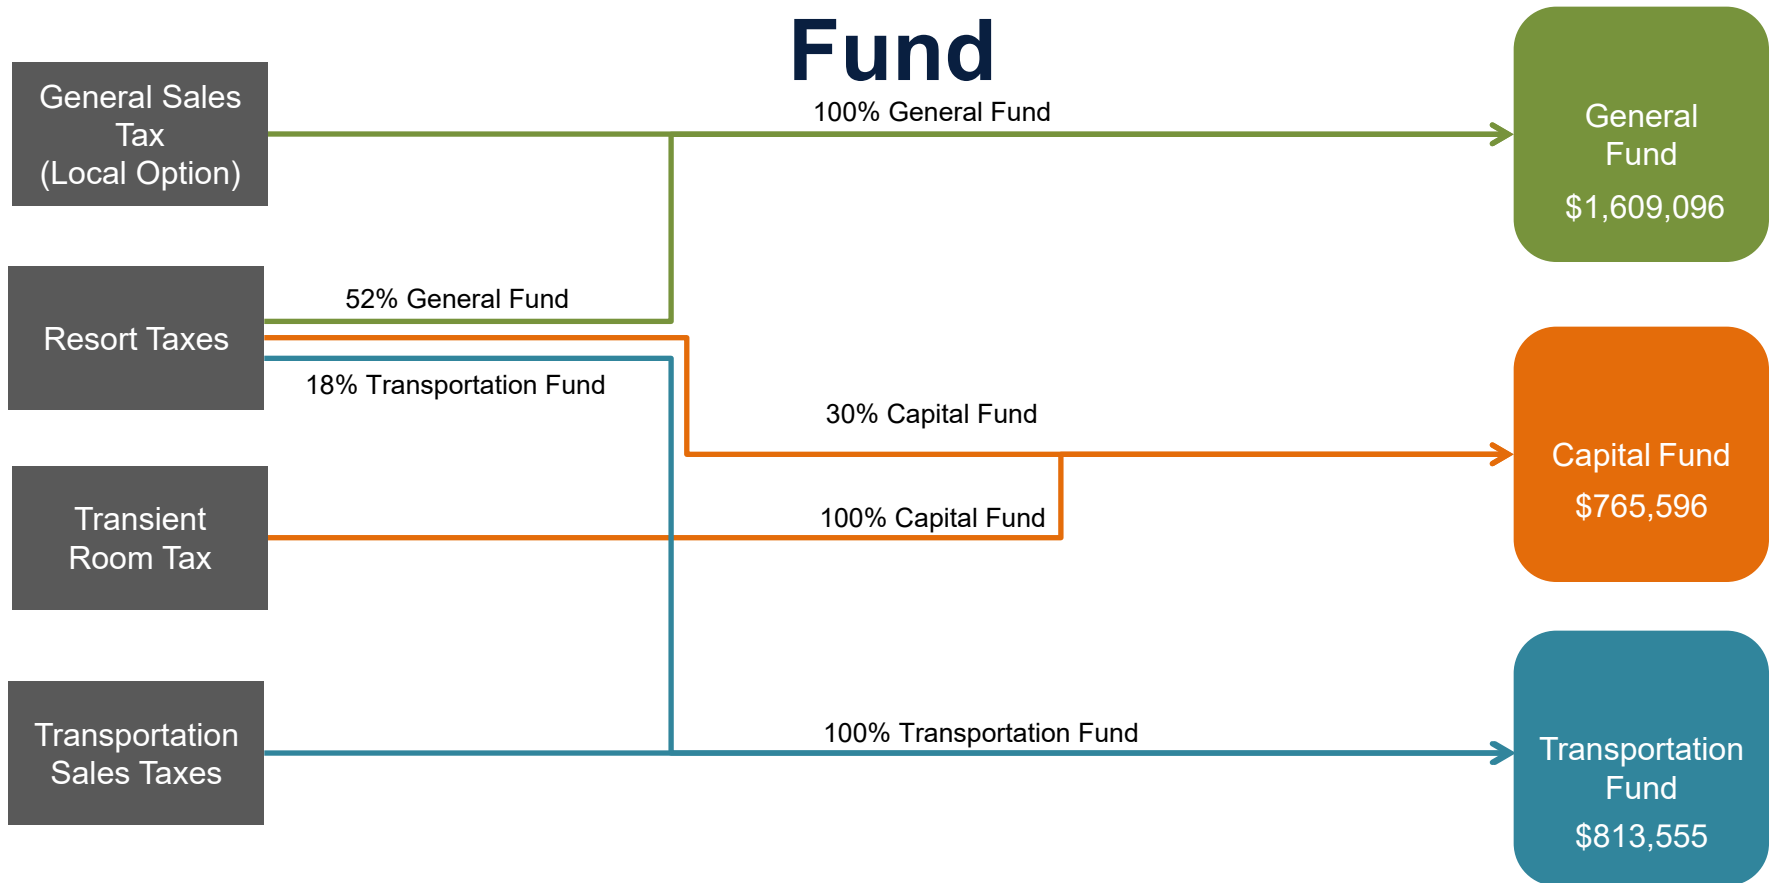 Fund
General Sales
Tax
(Local Option)
100% General Fund
General
Fund
$1,609,096
Resort Taxes
52% General Fund
18% Transportation Fund
30% Capital Fund
Capital Fund
$765,596
Transient
Room Tax
100% Capital Fund
Transportation
Sales Taxes
100% Transportation Fund
Transportation
Fund
$813,555